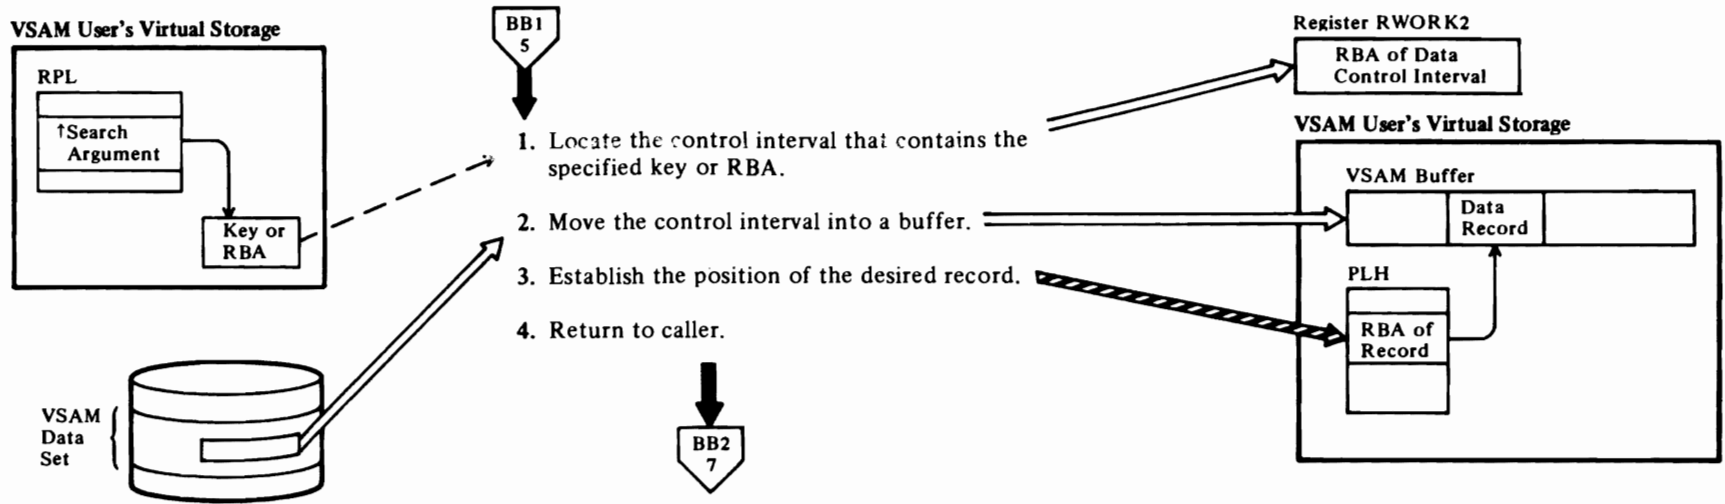 VSAM User's Virtual Storage
RPL
↑Search
Argument
Key or
RBA
VSAM
Data
Set
BB1
5
1. Locate the control interval that contains the
specified key or RBA.
2. Move the control interval into a buffer.
3. Establish the position of the desired record.
4. Return to caller.
BB2
7
Register RWORK2
RBA of Data
Control Interval
VSAM User's Virtual Storage
VSAM Buffer
Data
Record
PLH
RBA of
Record